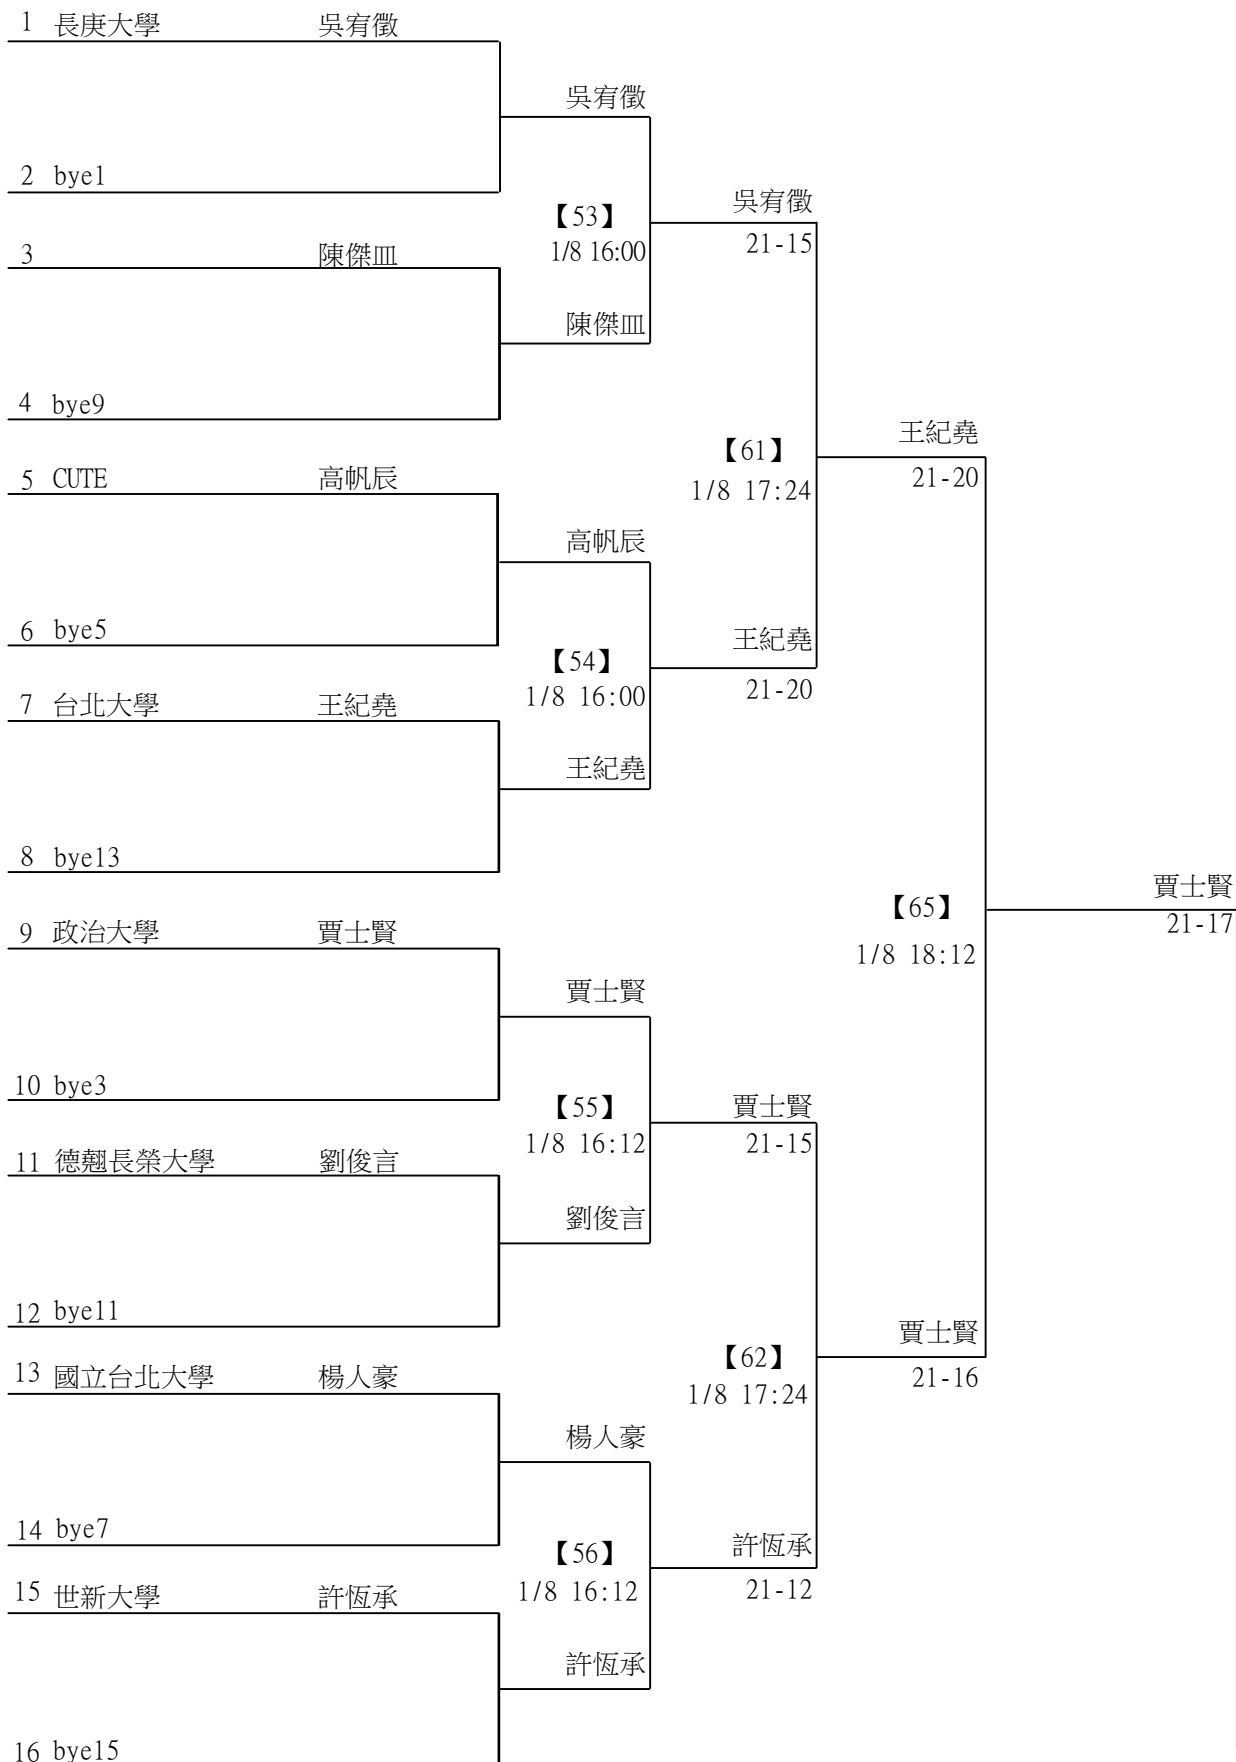 1 長庚大學 吳宥徵
吳宥徵
2 bye1
吳宥徵
【53】
21-15
3 陳傑皿
1/8 16:00
陳傑皿
4 bye9
王紀堯
【61】
5 CUTE 高帆辰
21-20
1/8 17:24
高帆辰
6 bye5
王紀堯
【54】
21-20
7 台北大學 王紀堯
1/8 16:00
王紀堯
8 bye13
賈士賢
【65】
21-17
9 政治大學 賈士賢
1/8 18:12
賈士賢
10 bye3
【55】
賈士賢
1/8 16:12
21-15
11 德翹長榮大學 劉俊言
劉俊言
12 bye11
賈士賢
【62】
21-16
13 國立台北大學 楊人豪
1/8 17:24
楊人豪
14 bye7
許恆承
【56】
21-12
15 世新大學 許恆承
1/8 16:12
許恆承
16 bye15